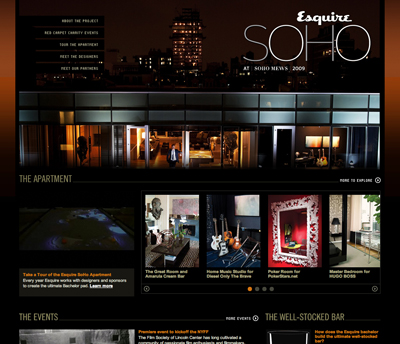 ABOUT THE PROJECT
RED CARPET CHARITY EVENTS
TOUR THE APARTMENT
MEET THE DESIGNERS
MEET OUR PARTNERS
Esquire
SOHO
AT SOHO MEWS 2009
THE APARTMENT
MORE TO EXPLORE
Take a Tour of the Esquire SoHo Apartment
Every year Esquire works with designers and sponsors
to create the ultimate Bachelor pad. Learn more
The Great Room and
Amarula Cream Bar
Home Music Studio for
Diesel Only The Brave
Poker Room for
PokerStars.net
Master Bedroom for
HUGO BOSS
THE EVENTS
MORE EVENTS
THE WELL-STOCKED BAR
Premiere event to kickoff the NYFF
The Film Society of Lincoln Center has long cultivated a
community of passionate film enthusiasts and filmmakers.
How does the Esquire bachelor
build the ultimate well-stocked
bar?